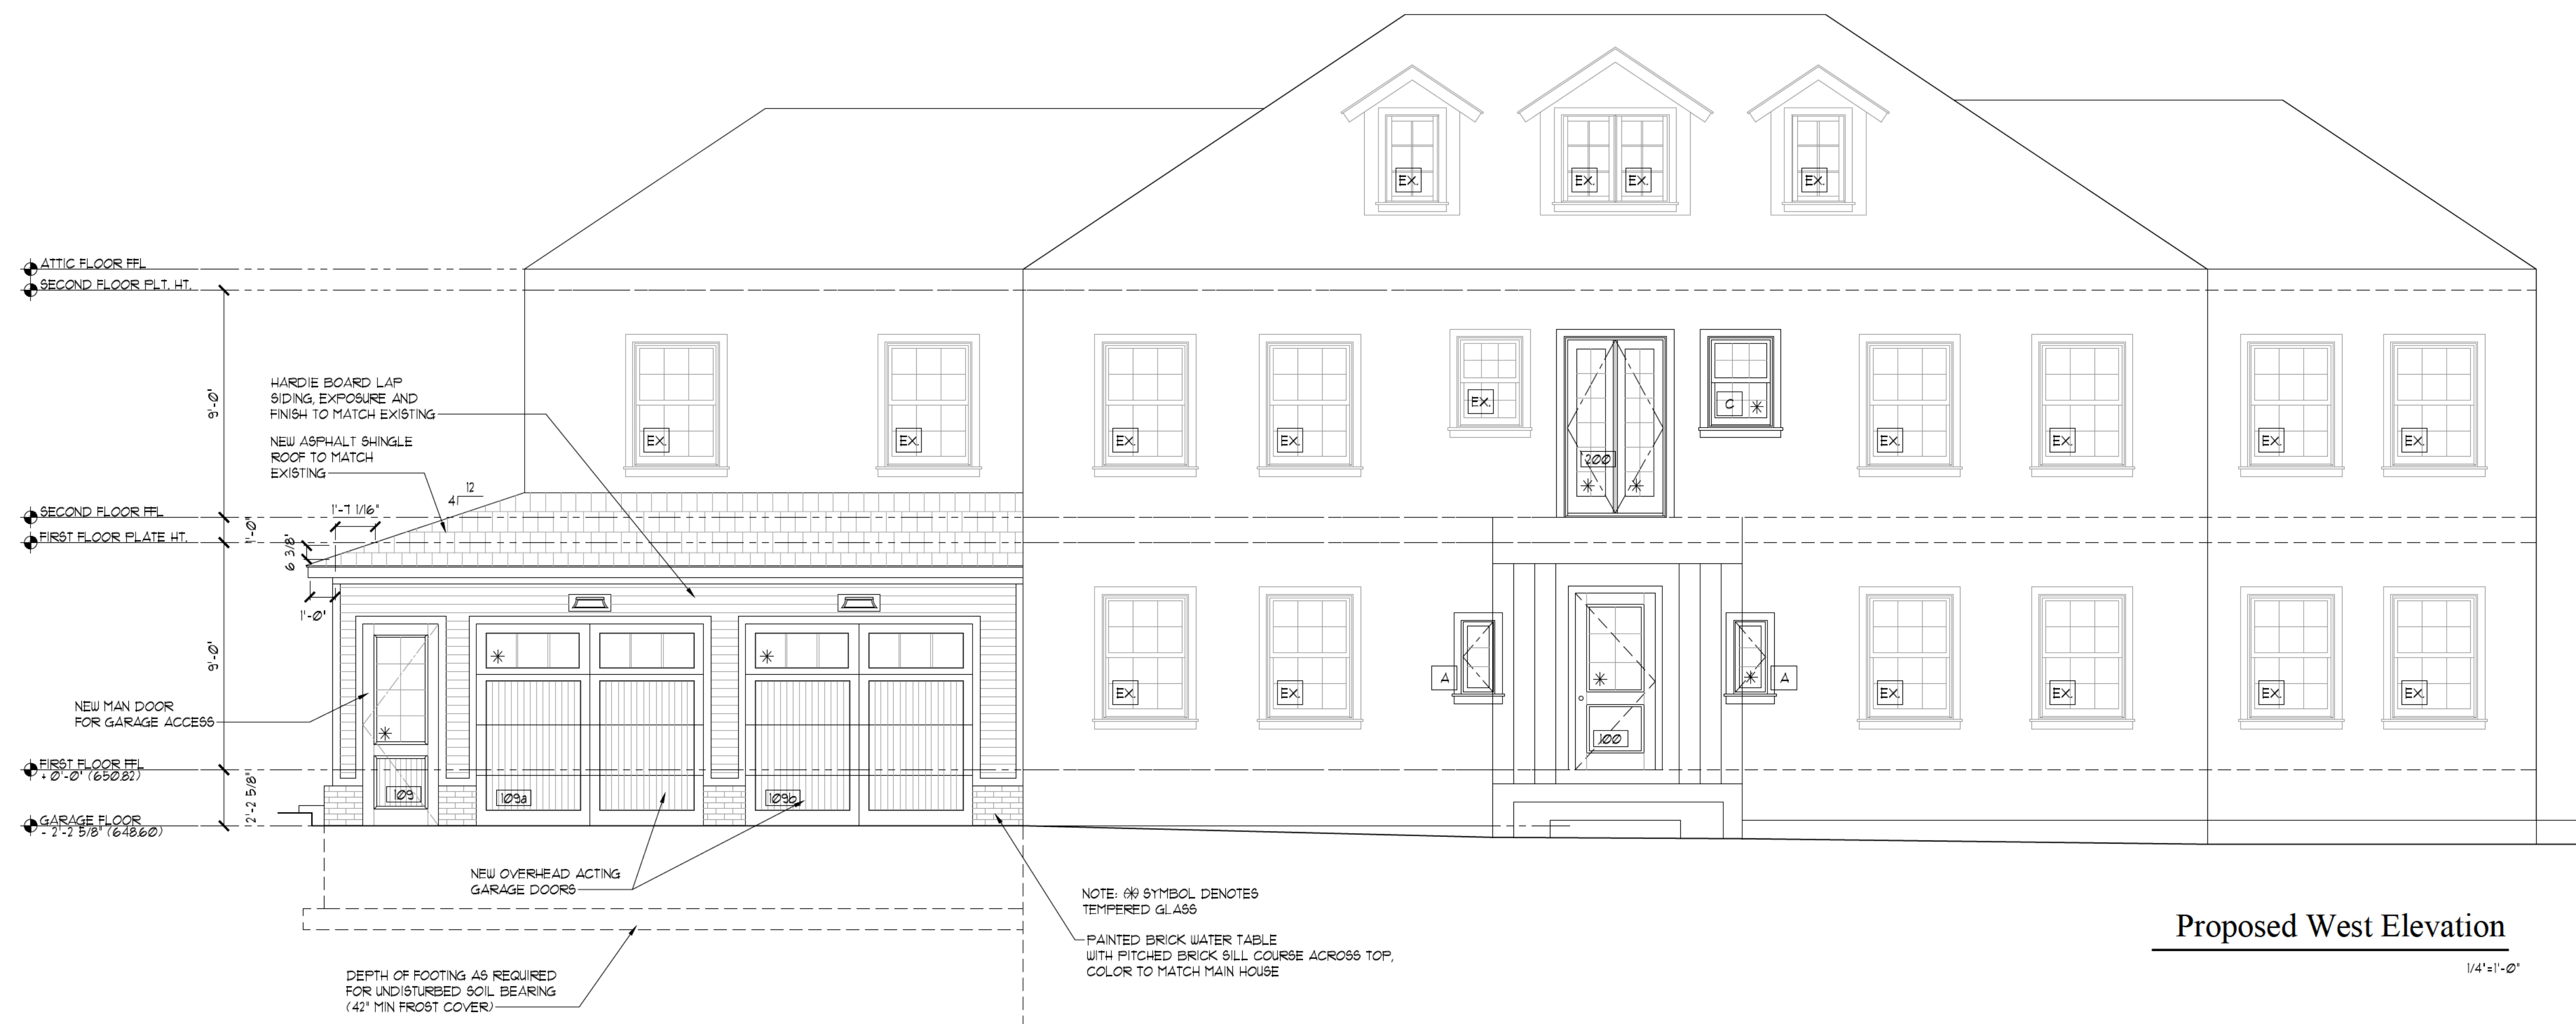 EX.
EX.
EX.
EX.
ATTIC FLOOR FFL
SECOND FLOOR PLT. HT.
9'-0"
HARDIE BOARD LAP
SIDING, EXPOSURE AND
FINISH TO MATCH EXISTING
NEW ASPHALT SHINGLE
ROOF TO MATCH
EXISTING
EX.
EX.
EX.
EX.
EX.
200
C
EX.
EX.
EX.
EX.
12
4
SECOND FLOOR FFL
1'-7 1/16"
1'-0"
FIRST FLOOR PLATE HT.
6 3/8"
1'-0"
9'-0"
NEW MAN DOOR
FOR GARAGE ACCESS
EX.
EX.
A
A
100
EX.
EX.
EX.
EX.
FIRST FLOOR FFL
+ 0'-0" (650.82)
2'-2 5/8"
109
109a
109b
GARAGE FLOOR
- 2'-2 5/8" (648.60)
NEW OVERHEAD ACTING
GARAGE DOORS
NOTE: (*) SYMBOL DENOTES
TEMPERED GLASS
PAINTED BRICK WATER TABLE
WITH PITCHED BRICK SILL COURSE ACROSS TOP,
COLOR TO MATCH MAIN HOUSE
DEPTH OF FOOTING AS REQUIRED
FOR UNDISTURBED SOIL BEARING
(42" MIN FROST COVER)
Proposed West Elevation
1/4"=1'-0"